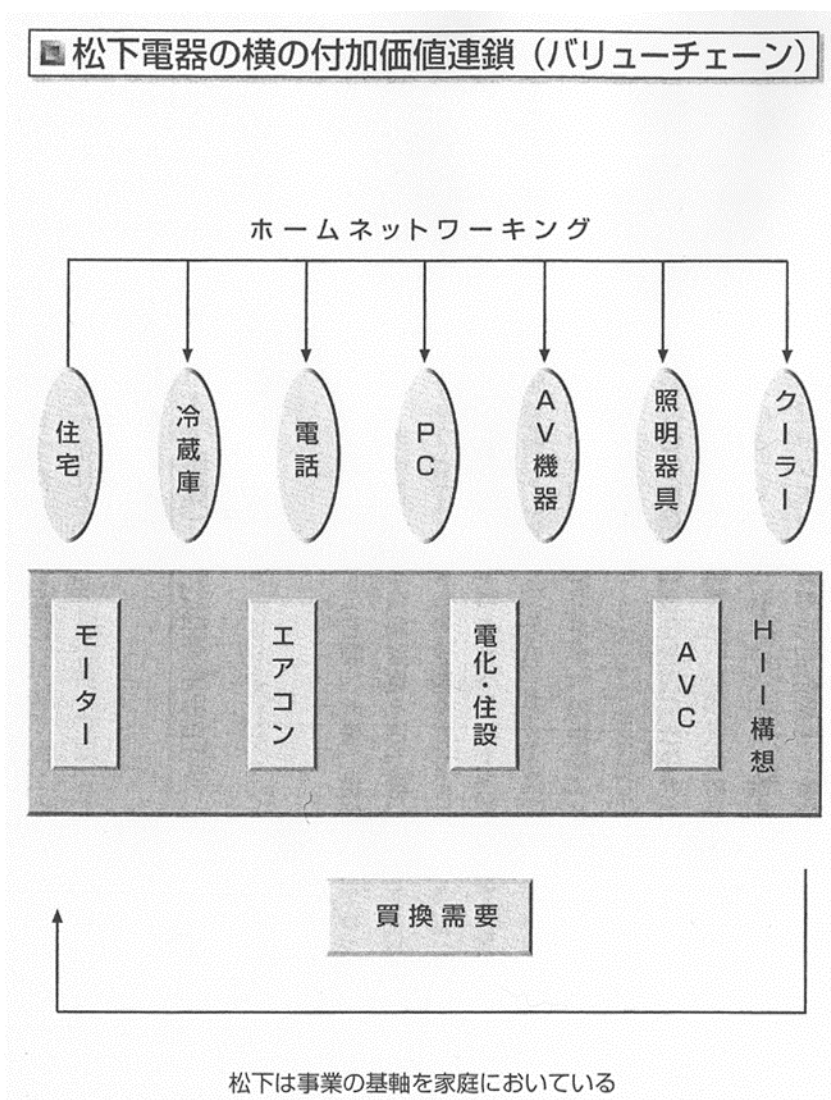 松下電器の横の付加価値連鎖（バリューチェーン）
ホームネットワーキング
住宅
冷蔵庫
電話
PC
AV機器
照明器具
クーラー
モーター
エアコン
電化・住設
AVC
HII構想
買換需要
松下は事業の基軸を家庭においている